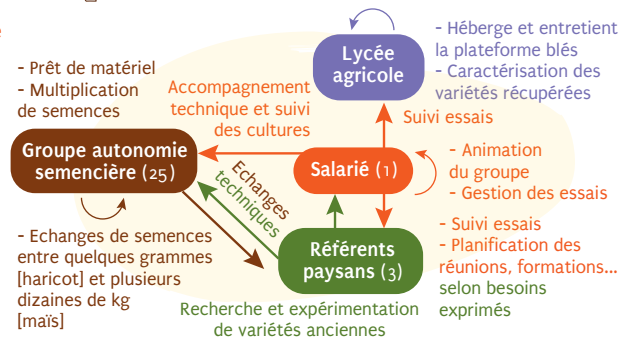 - Héberge et entretient
la plateforme blés
- Caractérisation des
variétés récupérées
Lycée
agricole
- Prêt de matériel
- Multiplication
de semences
Accompagnement
technique et suivi
des cultures
Suivi essais
Groupe autonomie
semencière (25)
Salarié (1)
- Animation
du groupe
- Gestion des essais
Echanges
techniques
- Echanges de semences
entre quelques grammes
[haricot] et plusieurs
dizaines de kg
[maïs]
Référents
paysans (3)
- Suivi essais
- Planification des
réunions, formations...
selon besoins
exprimés
Recherche et expérimentation
de variétés anciennes